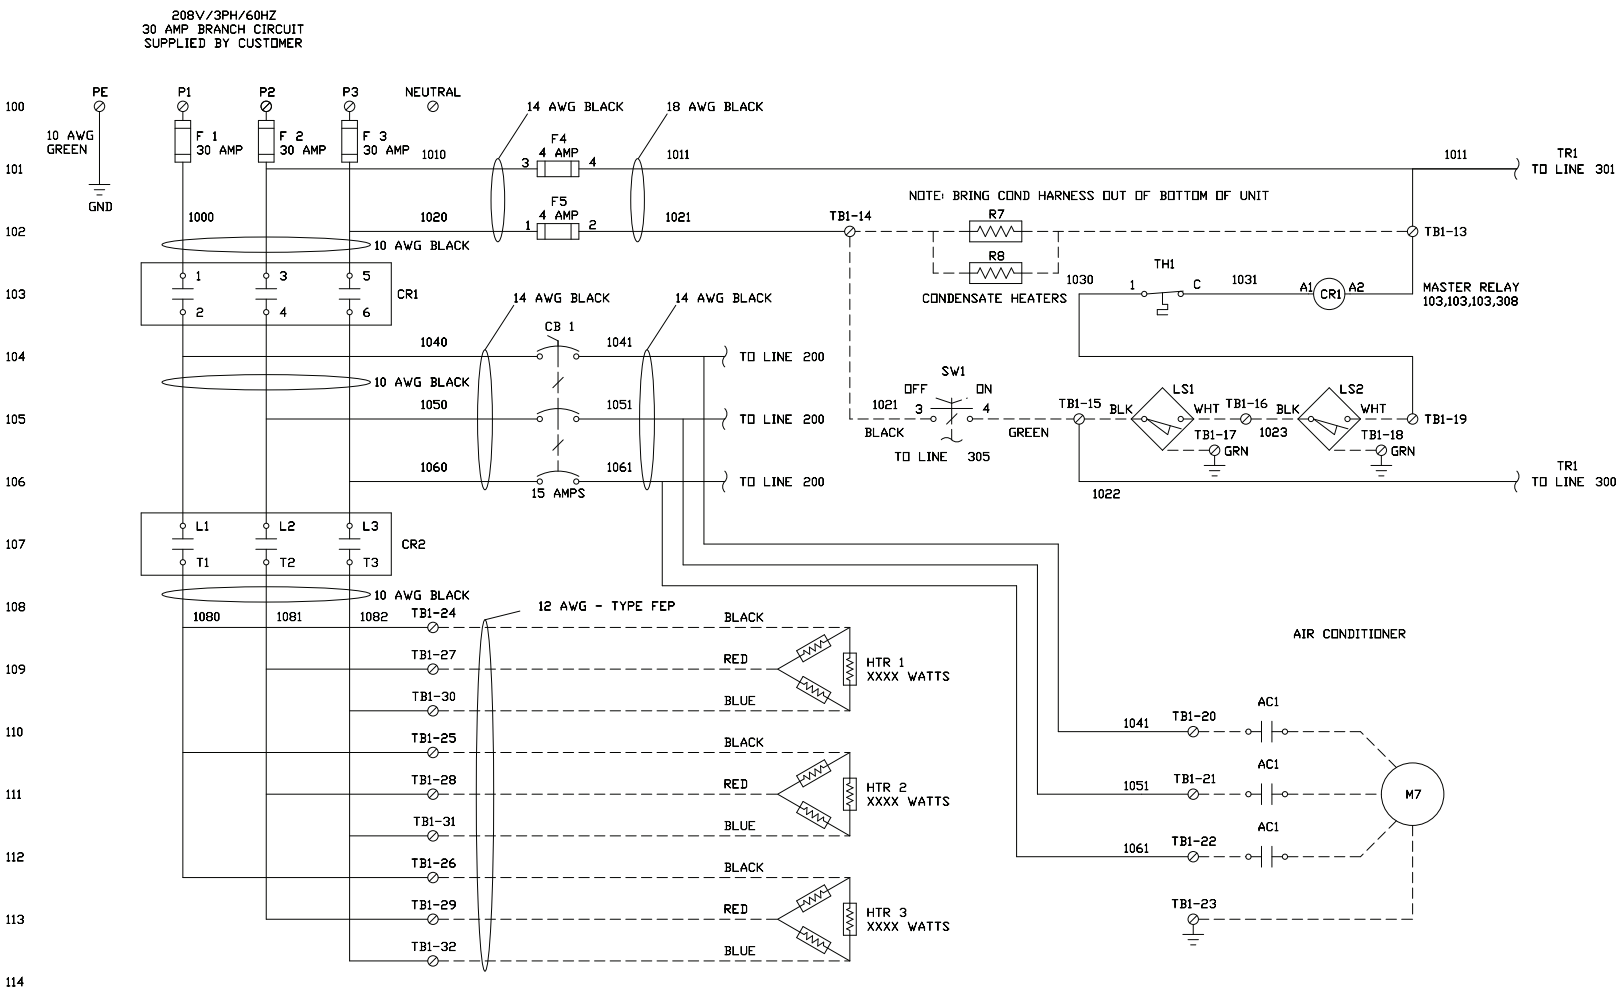 208V/3PH/60HZ
30 AMP BRANCH CIRCUIT
SUPPLIED BY CUSTOMER
100
PE
P1
P2
P3
NEUTRAL
14 AWG BLACK
18 AWG BLACK
10 AWG
GREEN
F 1
30 AMP
F 2
30 AMP
F 3
30 AMP
F4
4 AMP
1010
3
4
1011
1011
TR1
TO LINE 301
101
GND
NOTE: BRING COND HARNESS OUT OF BOTTOM OF UNIT
1000
1020
F5
4 AMP
1
2
1021
TB1-14
R7
TB1-13
102
10 AWG BLACK
R8
CONDENSATE HEATERS
1
3
5
CR1
2
4
6
103
1030
TH1
1
C
1031
A1
CR1
A2
MASTER RELAY
103,103,103,308
14 AWG BLACK
14 AWG BLACK
CB 1
104
1040
1041
TO LINE 200
10 AWG BLACK
SW1
OFF
ON
105
1050
1051
TO LINE 200
1021
3
4
BLACK
GREEN
TO LINE 305
TB1-15
BLK
LS1
WHT
TB1-16
1023
BLK
LS2
WHT
TB1-19
TB1-17
GRN
TB1-18
GRN
106
1060
1061
15 AMPS
TO LINE 200
1022
TR1
TO LINE 300
L1
L2
L3
107
CR2
T1
T2
T3
10 AWG BLACK
108
1080
1081
1082
TB1-24
12 AWG - TYPE FEP
BLACK
AIR CONDITIONER
109
TB1-27
RED
HTR 1
XXXX WATTS
TB1-30
BLUE
110
TB1-25
BLACK
1041
TB1-20
AC1
111
TB1-28
RED
HTR 2
XXXX WATTS
1051
TB1-21
AC1
M7
TB1-31
BLUE
112
TB1-26
BLACK
1061
TB1-22
AC1
113
TB1-29
RED
HTR 3
XXXX WATTS
TB1-23
TB1-32
BLUE
114